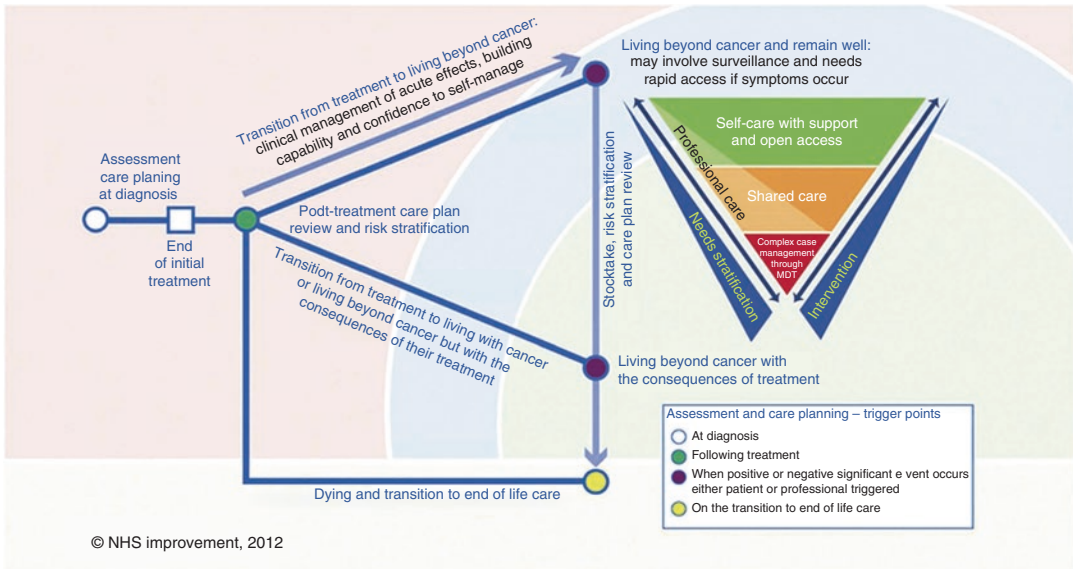 Transition from treatment to living beyond cancer:
clinical management of acute effects, building
capability and confidence to self-manage
Living beyond cancer and remain well:
may involve surveillance and needs
rapid access if symptoms occur
Assessment
care planing
at diagnosis
End
of initial
treatment
Podt-treatment care plan
review and risk stratification
Transition from treatment to living with cancer
or living beyond cancer but with the
consequences of their treatment
Stocktake, risk stratification
and care plan review
Professional care
Self-care with support
and open access
Shared care
Complex case
management
through
MDT
Needs stratification
Intervention
Living beyond cancer with
the consequences of treatment
Assessment and care planning – trigger points
At diagnosis
Following treatment
When positive or negative significant e vent occurs
either patient or professional triggered
On the transition to end of life care
Dying and transition to end of life care
© NHS improvement, 2012